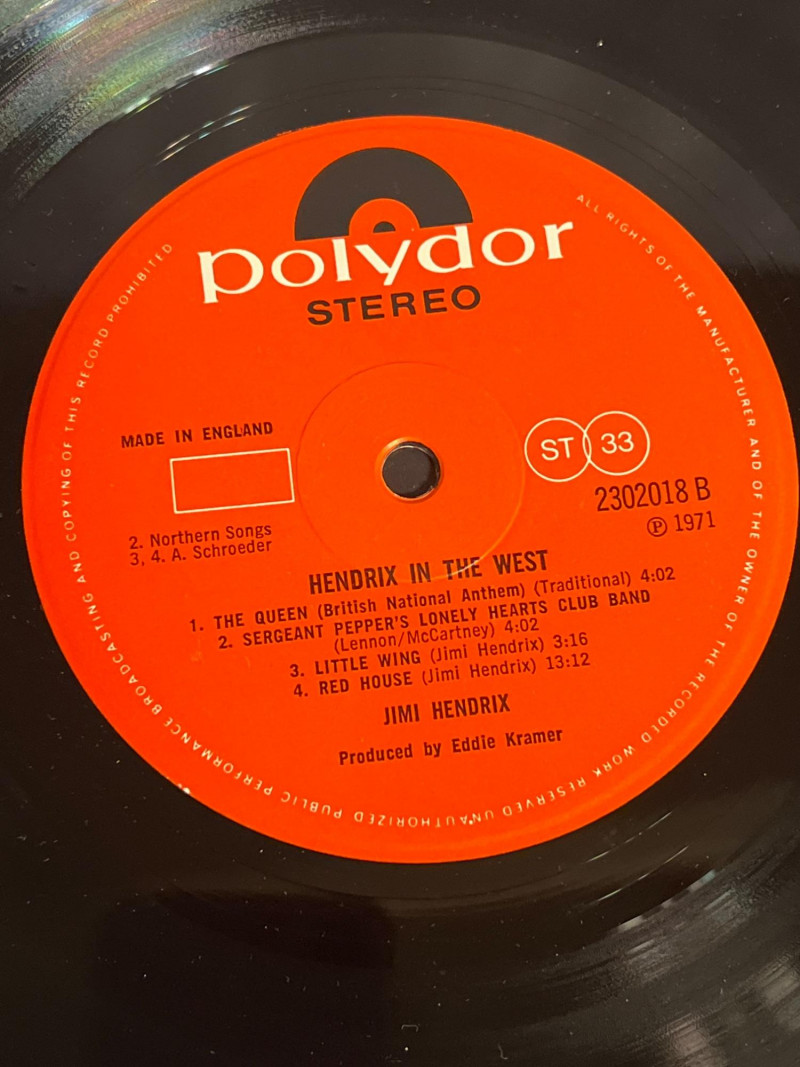 polydor
STEREO
ALL RIGHTS OF THE MANUFACTURER AND OF THE OWNER OF THE RECORDED WORK RESERVED UNAUTHORIZED PUBLIC PERFORMANCE BROADCASTING AND COPYING OF THIS RECORD PROHIBITED
MADE IN ENGLAND
ST 33
2302018 B
℗ 1971
2. Northern Songs
3, 4. A. Schroeder
HENDRIX IN THE WEST
1. THE QUEEN (British National Anthem) (Traditional) 4:02
2. SERGEANT PEPPER'S LONELY HEARTS CLUB BAND
(Lennon/McCartney) 4:02
3. LITTLE WING (Jimi Hendrix) 3:16
4. RED HOUSE (Jimi Hendrix) 13:12
JIMI HENDRIX
Produced by Eddie Kramer